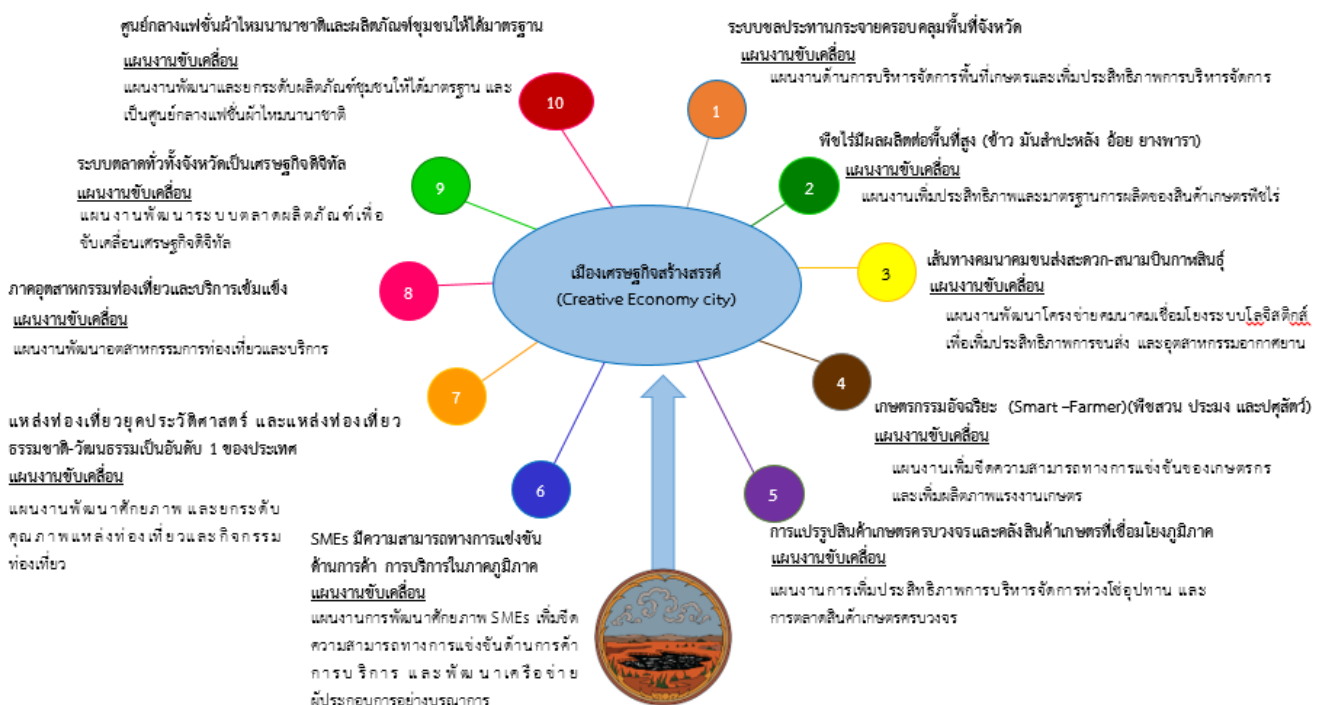 ศูนย์กลางแฟชั่นผ้าไหมนานาชาติและผลิตภัณฑ์ชุมชนให้ได้มาตรฐาน
แผนงานขับเคลื่อน
แผนงานพัฒนาและยกระดับผลิตภัณฑ์ชุมชนให้ได้มาตรฐาน และ
เป็นศูนย์กลางแฟชั่นผ้าไหมนานาชาติ
10
ระบบชลประทานกระจายครอบคลุมพื้นที่จังหวัด
แผนงานขับเคลื่อน
แผนงานด้านการบริหารจัดการพื้นที่เกษตรและเพิ่มประสิทธิภาพการบริหารจัดการ
1
พืชไร่มีผลผลิตต่อพื้นที่สูง (ข้าว มันสำปะหลัง อ้อย ยางพารา)
แผนงานขับเคลื่อน
แผนงานเพิ่มประสิทธิภาพและมาตรฐานการผลิตของสินค้าเกษตรพืชไร่
2
ระบบตลาดทั่วทั้งจังหวัดเป็นเศรษฐกิจดิจิทัล
แผนงานขับเคลื่อน
แผนงานพัฒนาระบบตลาดผลิตภัณฑ์เพื่อ
ขับเคลื่อนเศรษฐกิจดิจิทัล
9
เมืองเศรษฐกิจสร้างสรรค์
(Creative Economy city)
3
เส้นทางคมนาคมขนส่งสะดวก-สนามบินกาฬสินธุ์
แผนงานขับเคลื่อน
แผนงานพัฒนาโครงข่ายคมนาคมเชื่อมโยงระบบโลจิสติกส์
เพื่อเพิ่มประสิทธิภาพการขนส่ง และอุตสาหกรรมอากาศยาน
8
ภาคอุตสาหกรรมท่องเที่ยวและบริการเข้มแข็ง
แผนงานขับเคลื่อน
แผนงานพัฒนาอุตสาหกรรมการท่องเที่ยวและบริการ
4
เกษตรกรรมอัจฉริยะ (Smart –Farmer)(พืชสวน ประมง และปศุสัตว์)
แผนงานขับเคลื่อน
แผนงานเพิ่มขีดความสามารถทางการแข่งขันของเกษตรกร
และเพิ่มผลิตภาพแรงงานเกษตร
7
แหล่งท่องเที่ยวยุคประวัติศาสตร์ และแหล่งท่องเที่ยว
ธรรมชาติ-วัฒนธรรมเป็นอันดับ 1 ของประเทศ
แผนงานขับเคลื่อน
แผนงานพัฒนาศักยภาพ และยกระดับ
คุณภาพแหล่งท่องเที่ยวและกิจกรรม
ท่องเที่ยว
6
SMEs มีความสามารถทางการแข่งขัน
ด้านการค้า การบริการในภาคภูมิภาค
แผนงานขับเคลื่อน
แผนงานการพัฒนาศักยภาพ SMEs เพิ่มขีด
ความสามารถทางการแข่งขันด้านการค้า
การบริการ และพัฒนาเครือข่าย
ผู้ประกอบการอย่างบูรณาการ
5
การแปรรูปสินค้าเกษตรครบวงจรและคลังสินค้าเกษตรที่เชื่อมโยงภูมิภาค
แผนงานขับเคลื่อน
แผนงานการเพิ่มประสิทธิภาพการบริหารจัดการห่วงโซ่อุปทาน และ
การตลาดสินค้าเกษตรครบวงจร